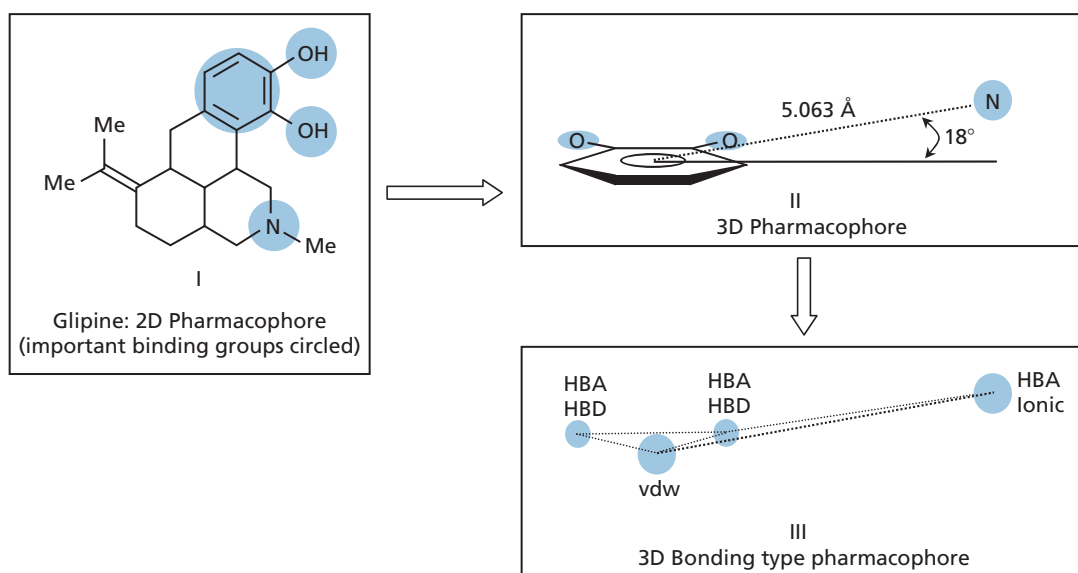 OH
OH
Me
Me
N
Me
I
Glipine: 2D Pharmacophore
(important binding groups circled)
5.063 Å
N
O
O
18°
II
3D Pharmacophore
HBA
HBD
HBA
HBD
HBA
Ionic
vdw
III
3D Bonding type pharmacophore